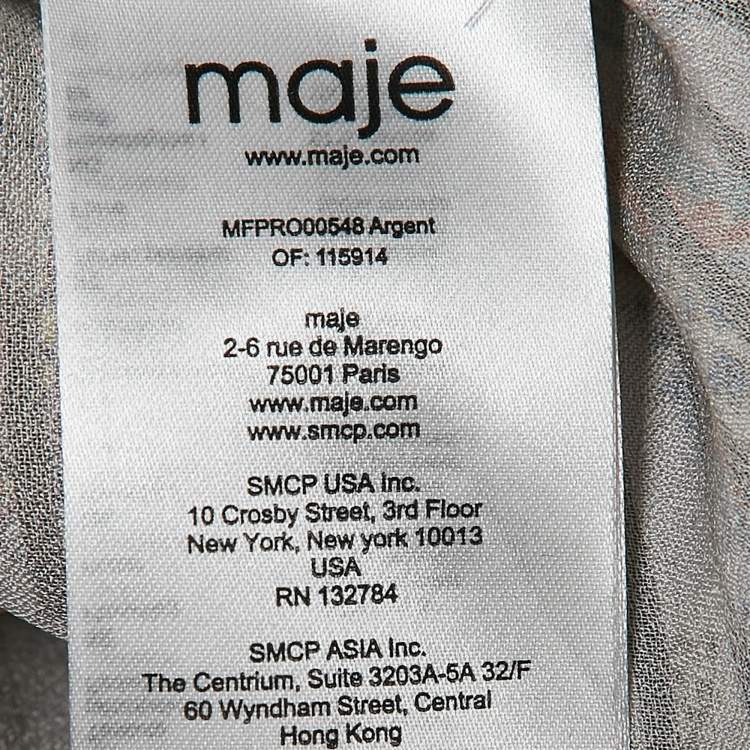 maje
www.maje.com
MFPRO00548 Argent
OF: 115914
maje
2-6 rue de Marengo
75001 Paris
www.maje.com
www.smcp.com
SMCP USA Inc.
10 Crosby Street, 3rd Floor
New York, New york 10013
USA
RN 132784
SMCP ASIA Inc.
The Centrium, Suite 3203A-5A 32/F
60 Wyndham Street, Central
Hong Kong